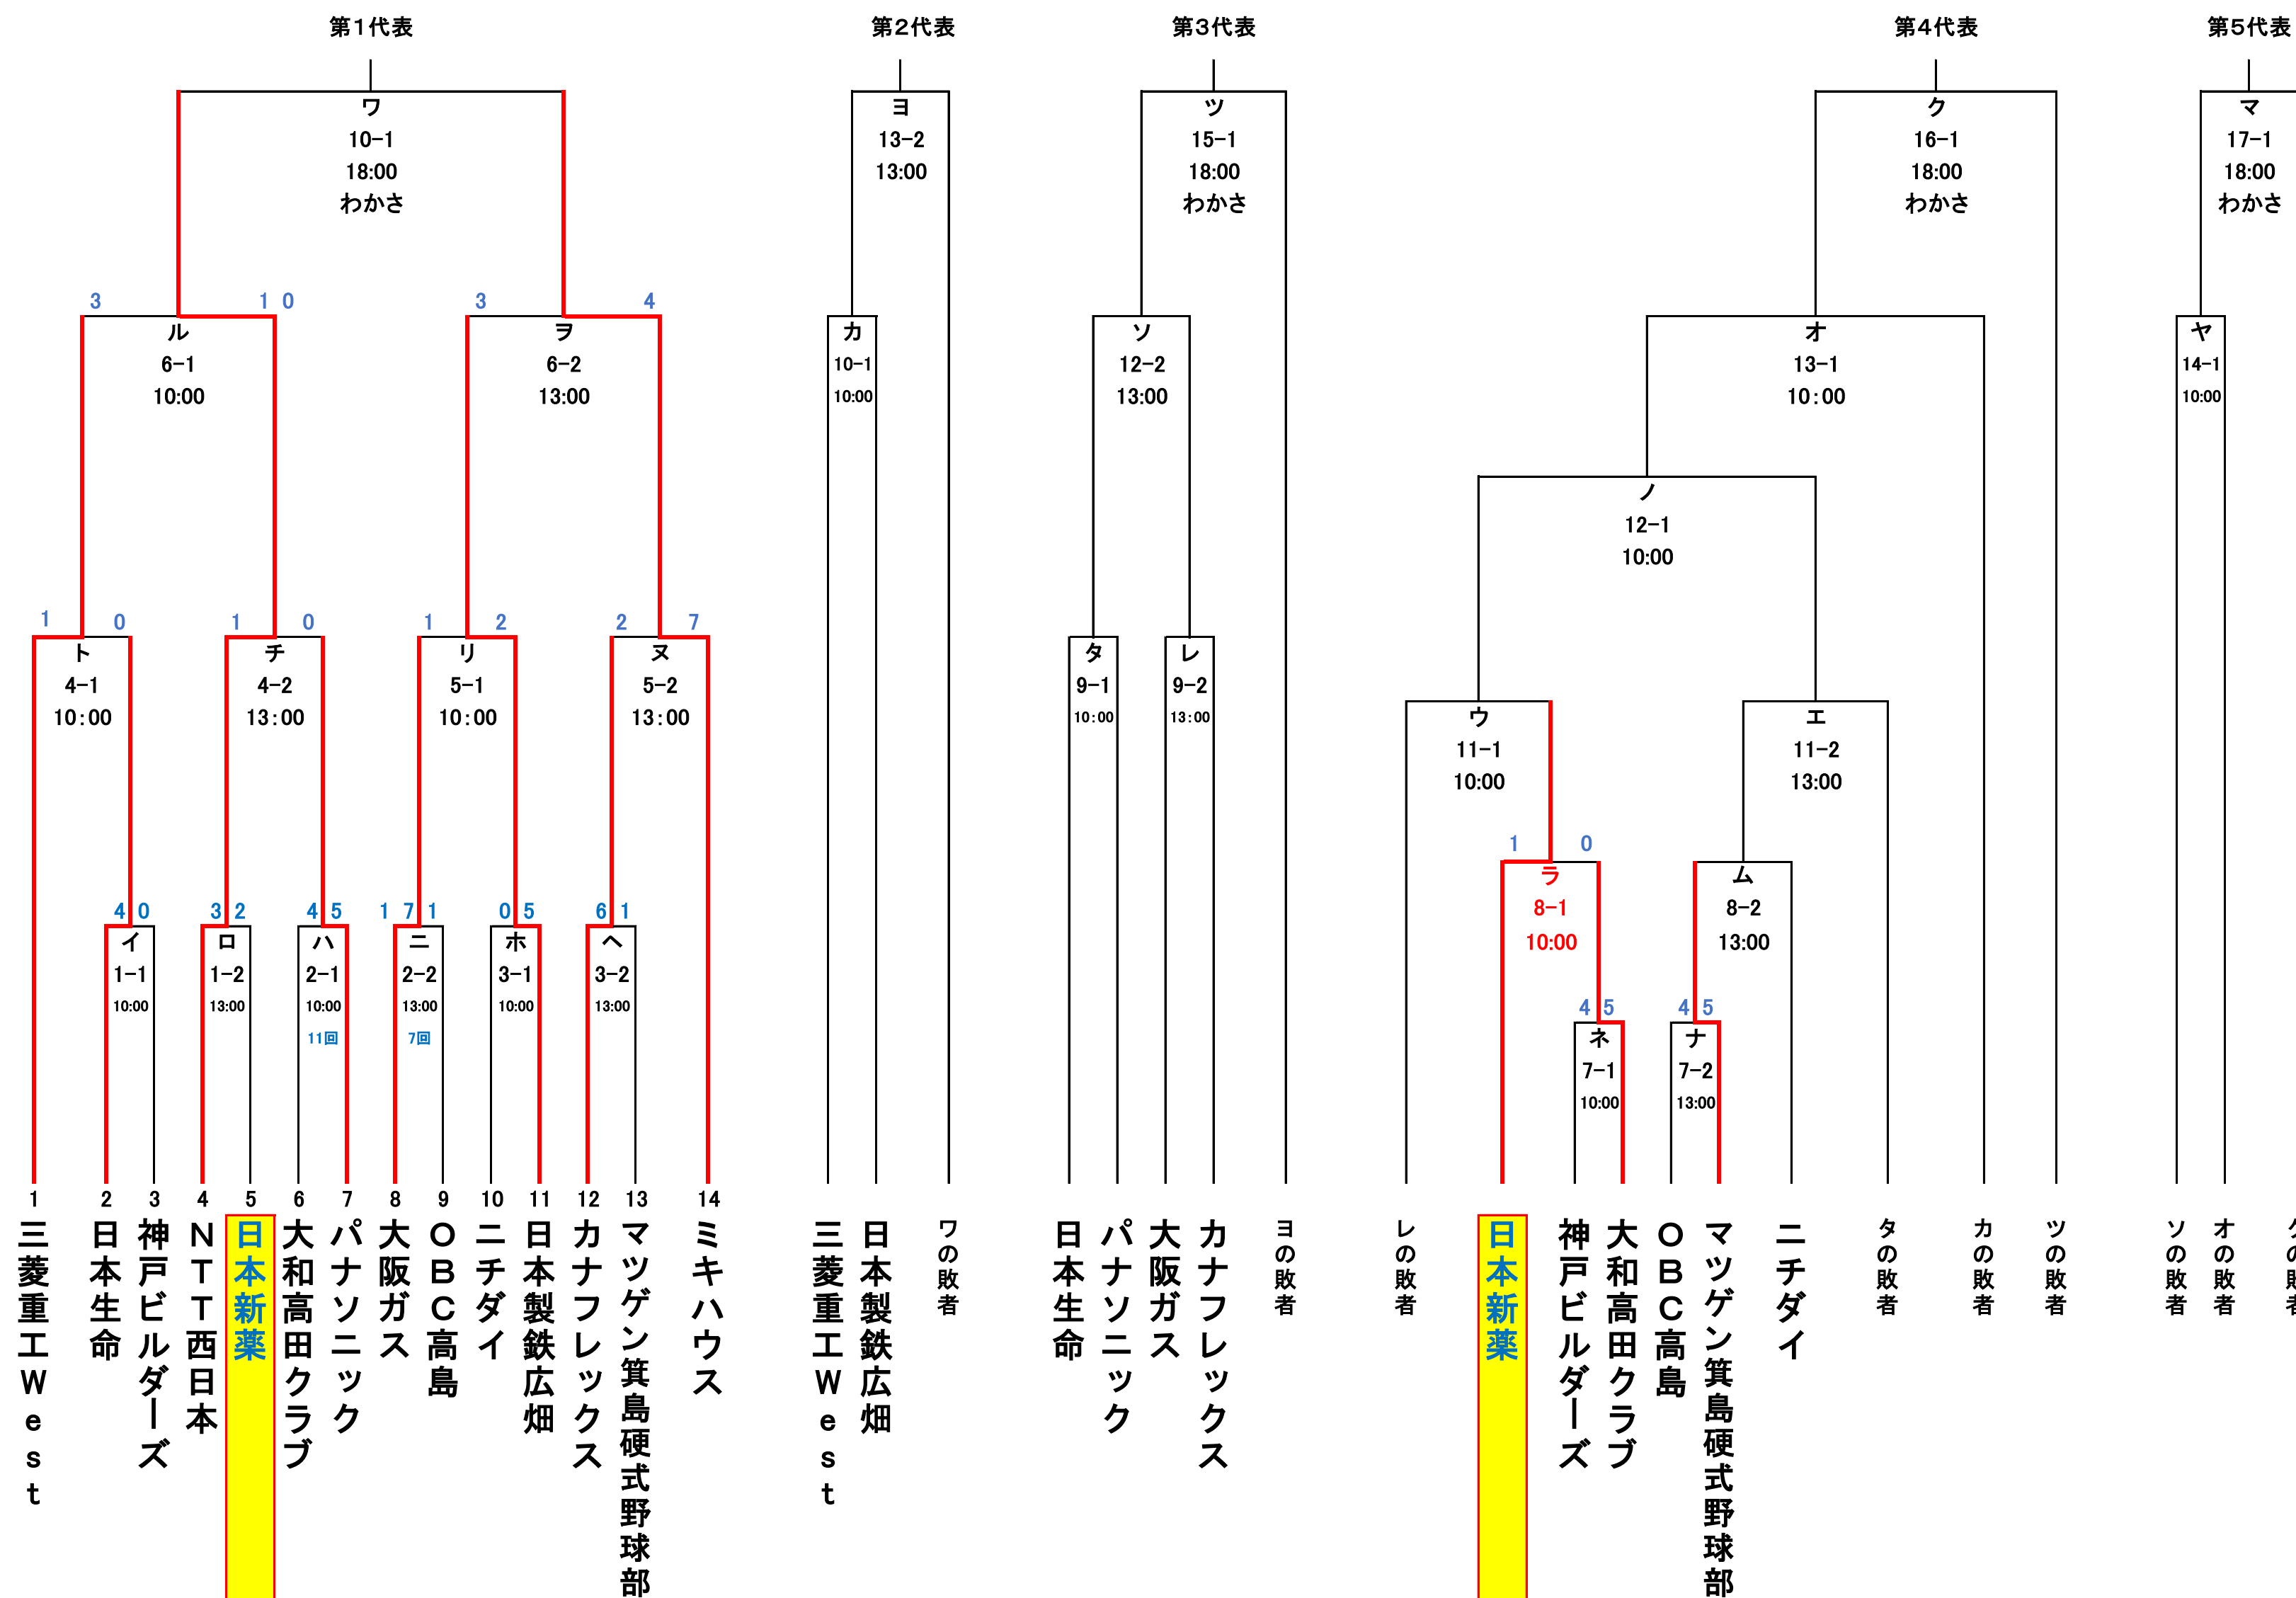 第1代表
第2代表
第3代表
第4代表
第5代表
ワ
10-1
18:00
わかさ
ヨ
13-2
13:00
ツ
15-1
18:00
わかさ
ク
16-1
18:00
わかさ
マ
17-1
18:00
わかさ
3
1 0
ル
6-1
10:00
3
4
ヲ
6-2
13:00
カ
10-1
10:00
ソ
12-2
13:00
オ
13-1
10:00
ヤ
14-1
10:00
ノ
12-1
10:00
1
0
ト
4-1
10:00
1
0
チ
4-2
13:00
1
2
リ
5-1
10:00
2
7
ヌ
5-2
13:00
タ
9-1
10:00
レ
9-2
13:00
ウ
11-1
10:00
エ
11-2
13:00
1
0
ラ
8-1
10:00
ム
8-2
13:00
4 0
イ
1-1
10:00
3 2
ロ
1-2
13:00
4 5
ハ
2-1
10:00
11回
1 7 1
ニ
2-2
13:00
7回
0 5
ホ
3-1
10:00
6 1
ヘ
3-2
13:00
4 5
ネ
7-1
10:00
4 5
ナ
7-2
13:00
1
三菱重工West
2
日本生命
3
神戸ビルダーズ
4
NTT西日本
5
日本新薬
6
大和高田クラブ
7
パナソニック
8
大阪ガス
9
OBC高島
10
ニチダイ
11
日本製鉄広畑
12
カナフレックス
13
マツゲン箕島硬式野球部
14
ミキハウス
三菱重工West
日本製鉄広畑
ワの敗者
日本生命
パナソニック
大阪ガス
カナフレックス
ヨの敗者
レの敗者
日本新薬
神戸ビルダーズ
大和高田クラブ
OBC高島
マツゲン箕島硬式野球部
ニチダイ
タの敗者
カの敗者
ツの敗者
ソの敗者
オの敗者